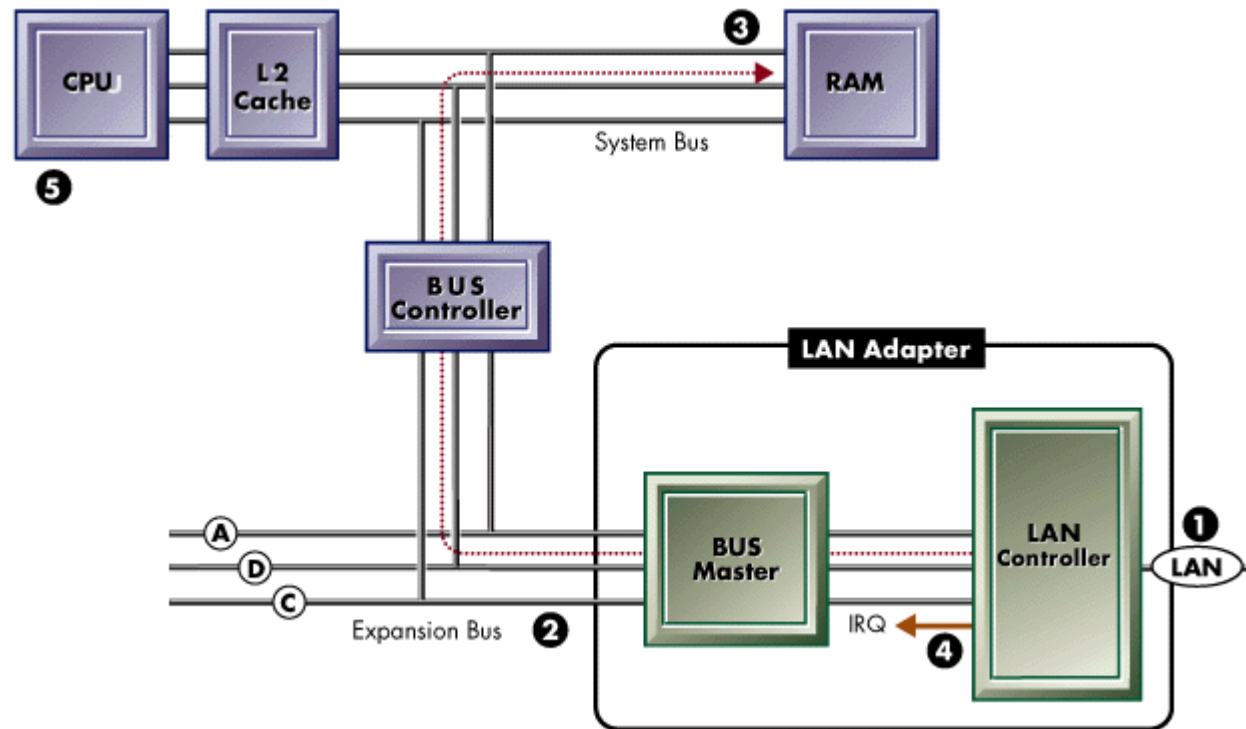 3
CPU
L2
Cache
RAM
System Bus
5
BUS
Controller
LAN Adapter
A
BUS
Master
LAN
Controller
1
LAN
D
C
Expansion Bus
2
IRQ
4